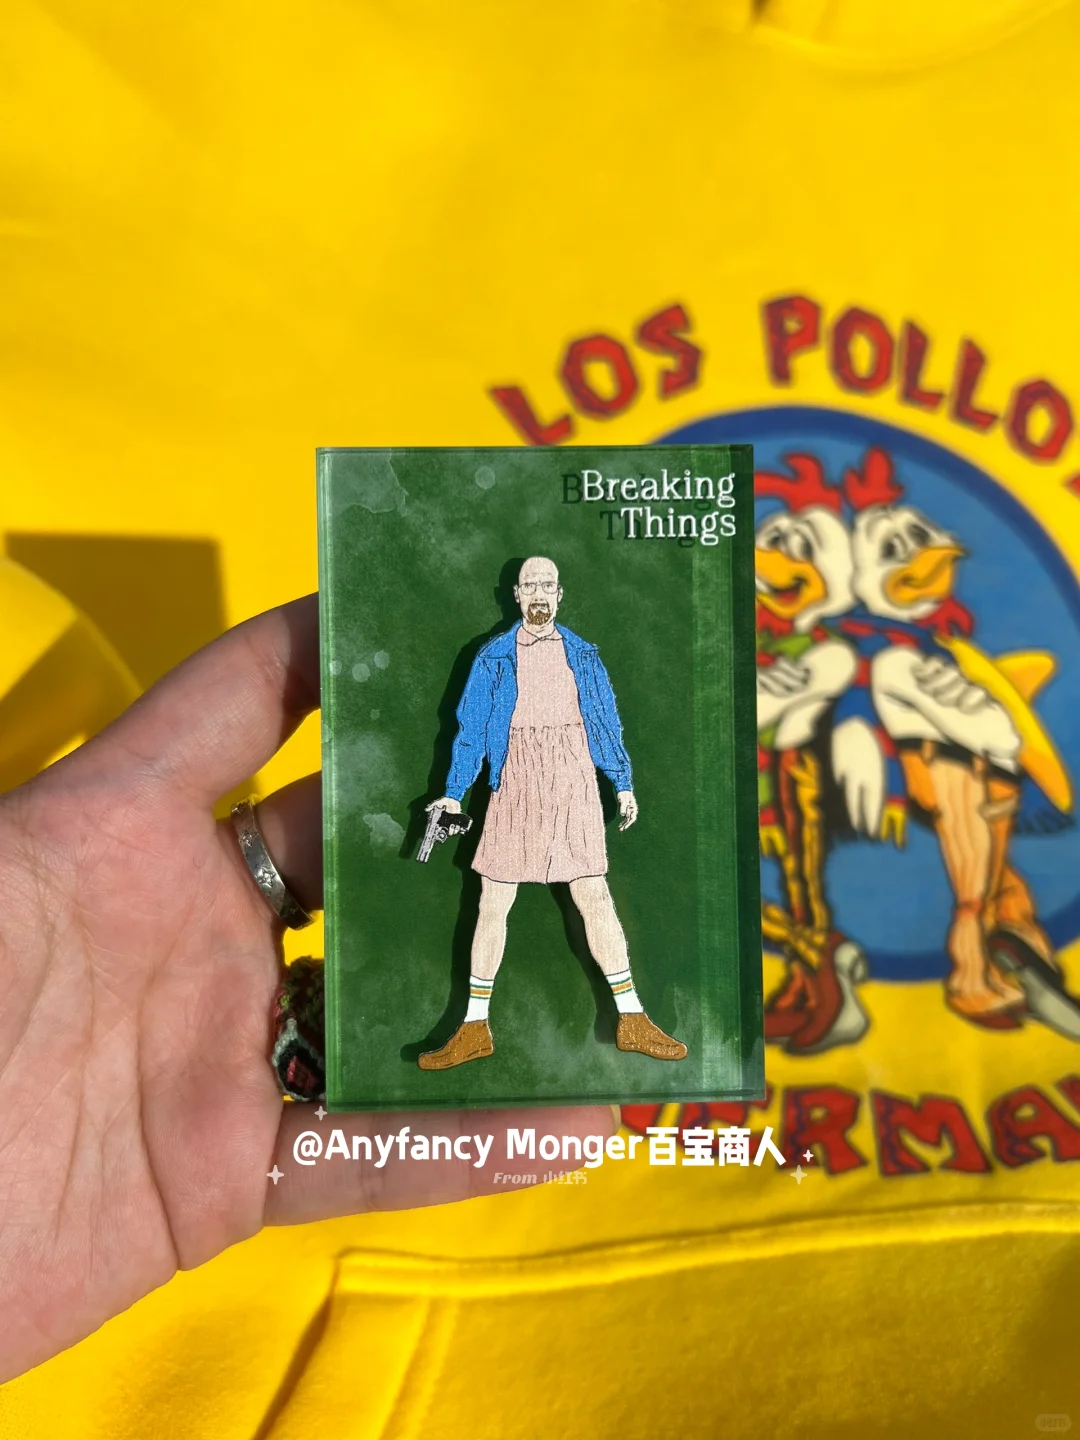 LOS POLLO
Breaking
Things
ERMA
@Anyfancy Monger百宝商人
From 小红书